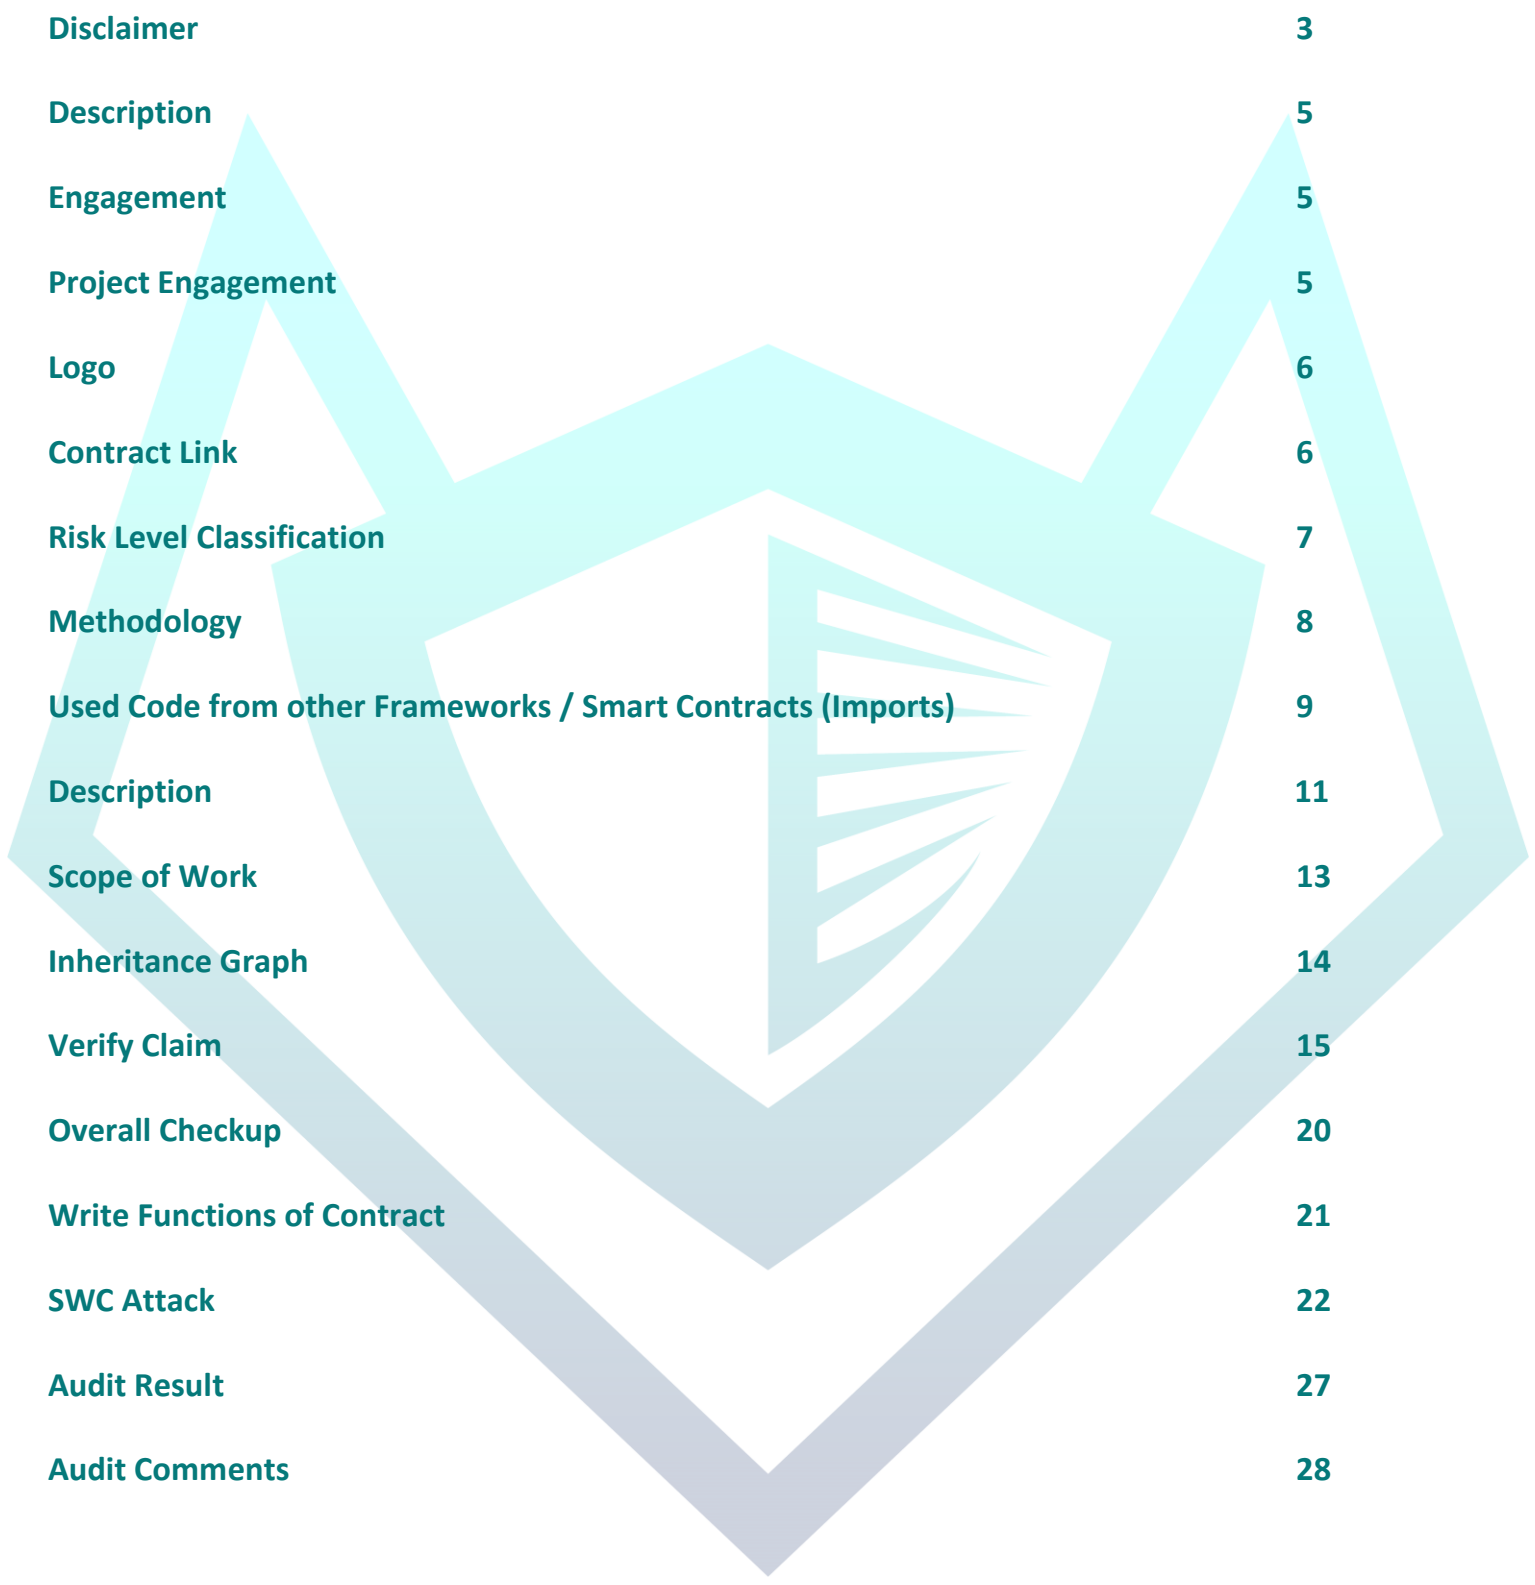 Disclaimer 3
Description 5
Engagement 5
Project Engagement 5
Logo 6
Contract Link 6
Risk Level Classification 7
Methodology 8
Used Code from other Frameworks / Smart Contracts (Imports) 9
Description 11
Scope of Work 13
Inheritance Graph 14
Verify Claim 15
Overall Checkup 20
Write Functions of Contract 21
SWC Attack 22
Audit Result 27
Audit Comments 28